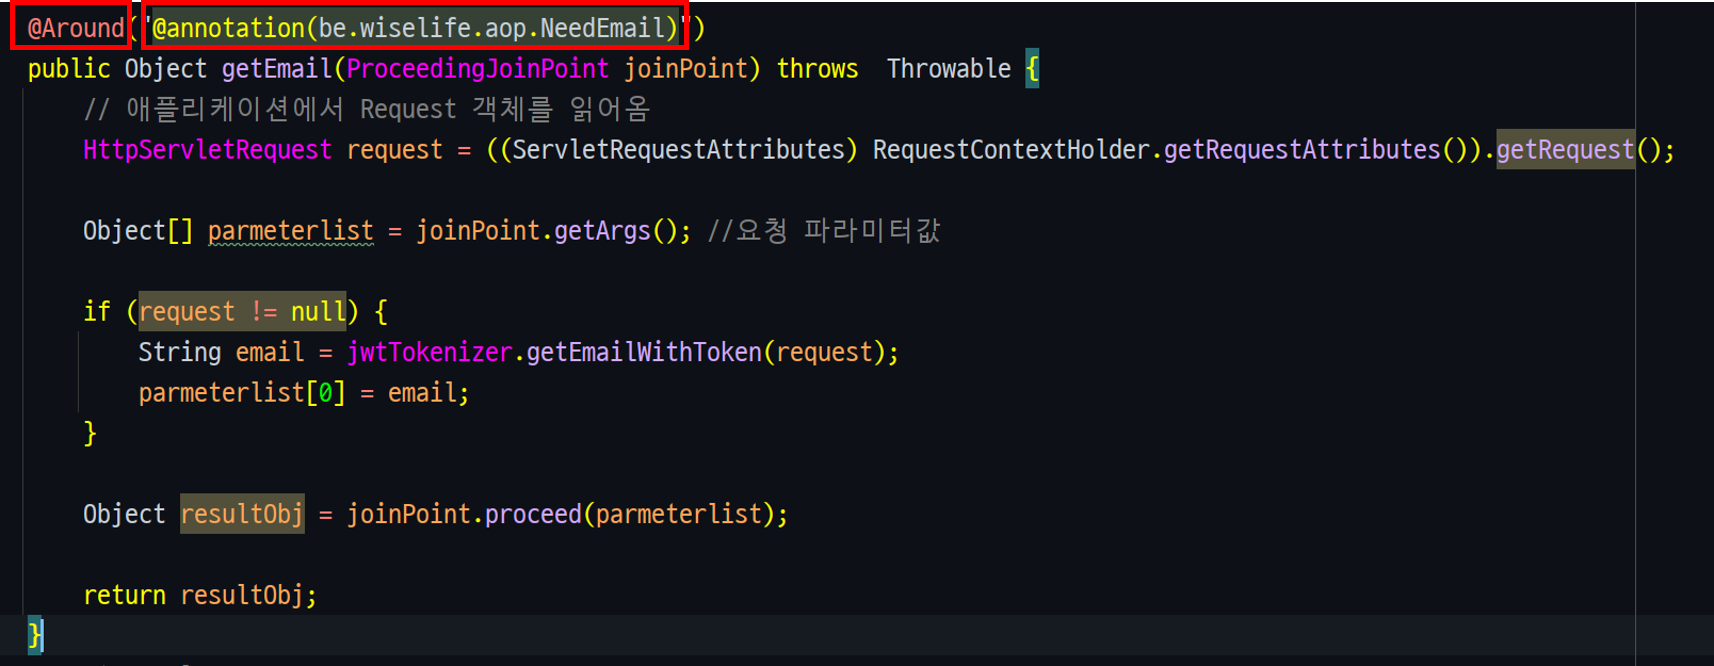 @Around("@annotation(be.wiselife.aop.NeedEmail)")
public Object getEmail(ProceedingJoinPoint joinPoint) throws  Throwable {
// 애플리케이션에서 Request 객체를 읽어옴
HttpServletRequest request = ((ServletRequestAttributes) RequestContextHolder.getRequestAttributes()).getRequest();
Object[] parmeterlist = joinPoint.getArgs(); //요청 파라미터값
if (request != null) {
String email = jwtTokenizer.getEmailWithToken(request);
parmeterlist[0] = email;
}
Object resultObj = joinPoint.proceed(parmeterlist);
return resultObj;
}